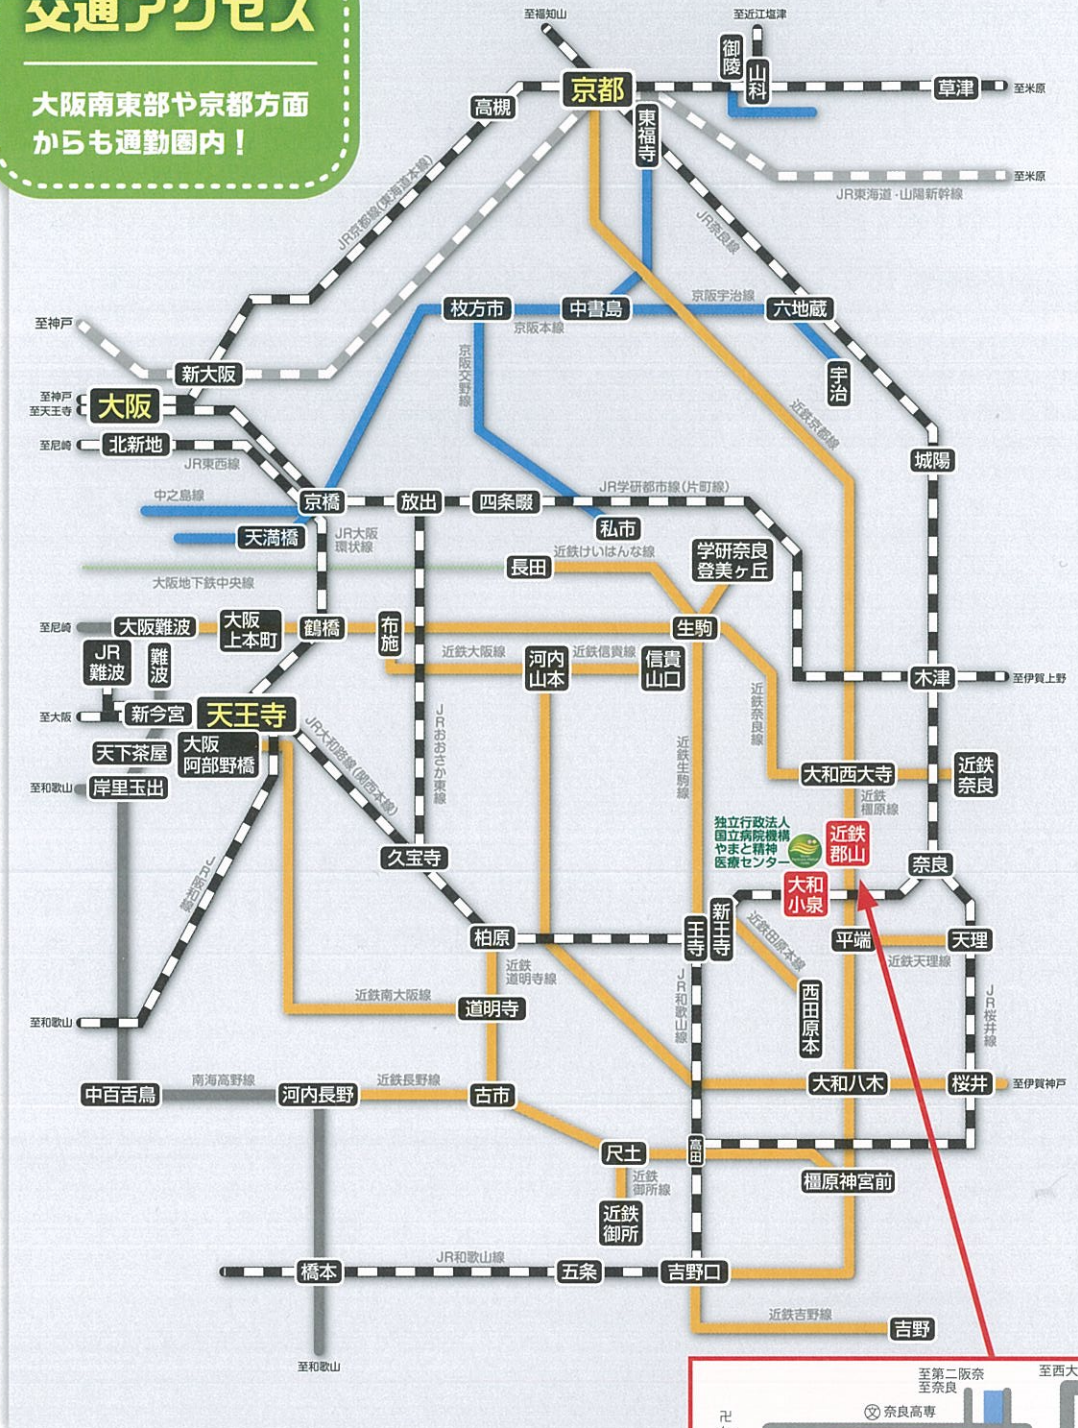 交通アクセス
大阪南東部や京都方面
からも通勤圏内！
至福知山
至近江塩津
御陵
山科
京都
高槻
東福寺
草津
至米原
至米原
JR東海道・山陽新幹線
JR京都線(東海道本線)
JR奈良線
至神戸
枚方市
中書島
京阪宇治線
六地蔵
京阪本線
京阪交野線
宇治
新大阪
至神戸
至天王寺
大阪
近鉄京都線
至尼崎
北新地
JR東西線
城陽
中之島線
京橋
放出
四条畷
JR学研都市線(片町線)
天満橋
JR大阪
環状線
私市
近鉄けいはんな線
学研奈良
登美ヶ丘
長田
大阪地下鉄中央線
至尼崎
大阪難波
大阪
上本町
鶴橋
布施
生駒
JR
難波
難波
近鉄大阪線
河内
山本
近鉄信貴線
信貴
山口
木津
至伊賀上野
至大阪
新今宮
天王寺
JR大和路線(関西本線)
JRおおさか東線
近鉄生駒線
近鉄奈良線
天下茶屋
大阪
阿部野橋
至和歌山
岸里玉出
大和西大寺
近鉄
奈良
近鉄
橿原線
独立行政法人
国立病院機構
やまと精神
医療センター
近鉄
郡山
JR阪和線
久宝寺
奈良
大和
小泉
柏原
王寺
新王寺
近鉄田原本線
平端
天理
近鉄天理線
近鉄
道明寺線
近鉄南大阪線
道明寺
JR和歌山線
西田原本
JR桜井線
至和歌山
中百舌鳥
南海高野線
河内長野
近鉄長野線
古市
大和八木
桜井
至伊賀神戸
尺土
高田
近鉄
御所線
橿原神宮前
近鉄
御所
橋本
JR和歌山線
五条
吉野口
近鉄吉野線
吉野
至和歌山
至第二阪奈
至奈良
至西大
文 奈良高専
卍